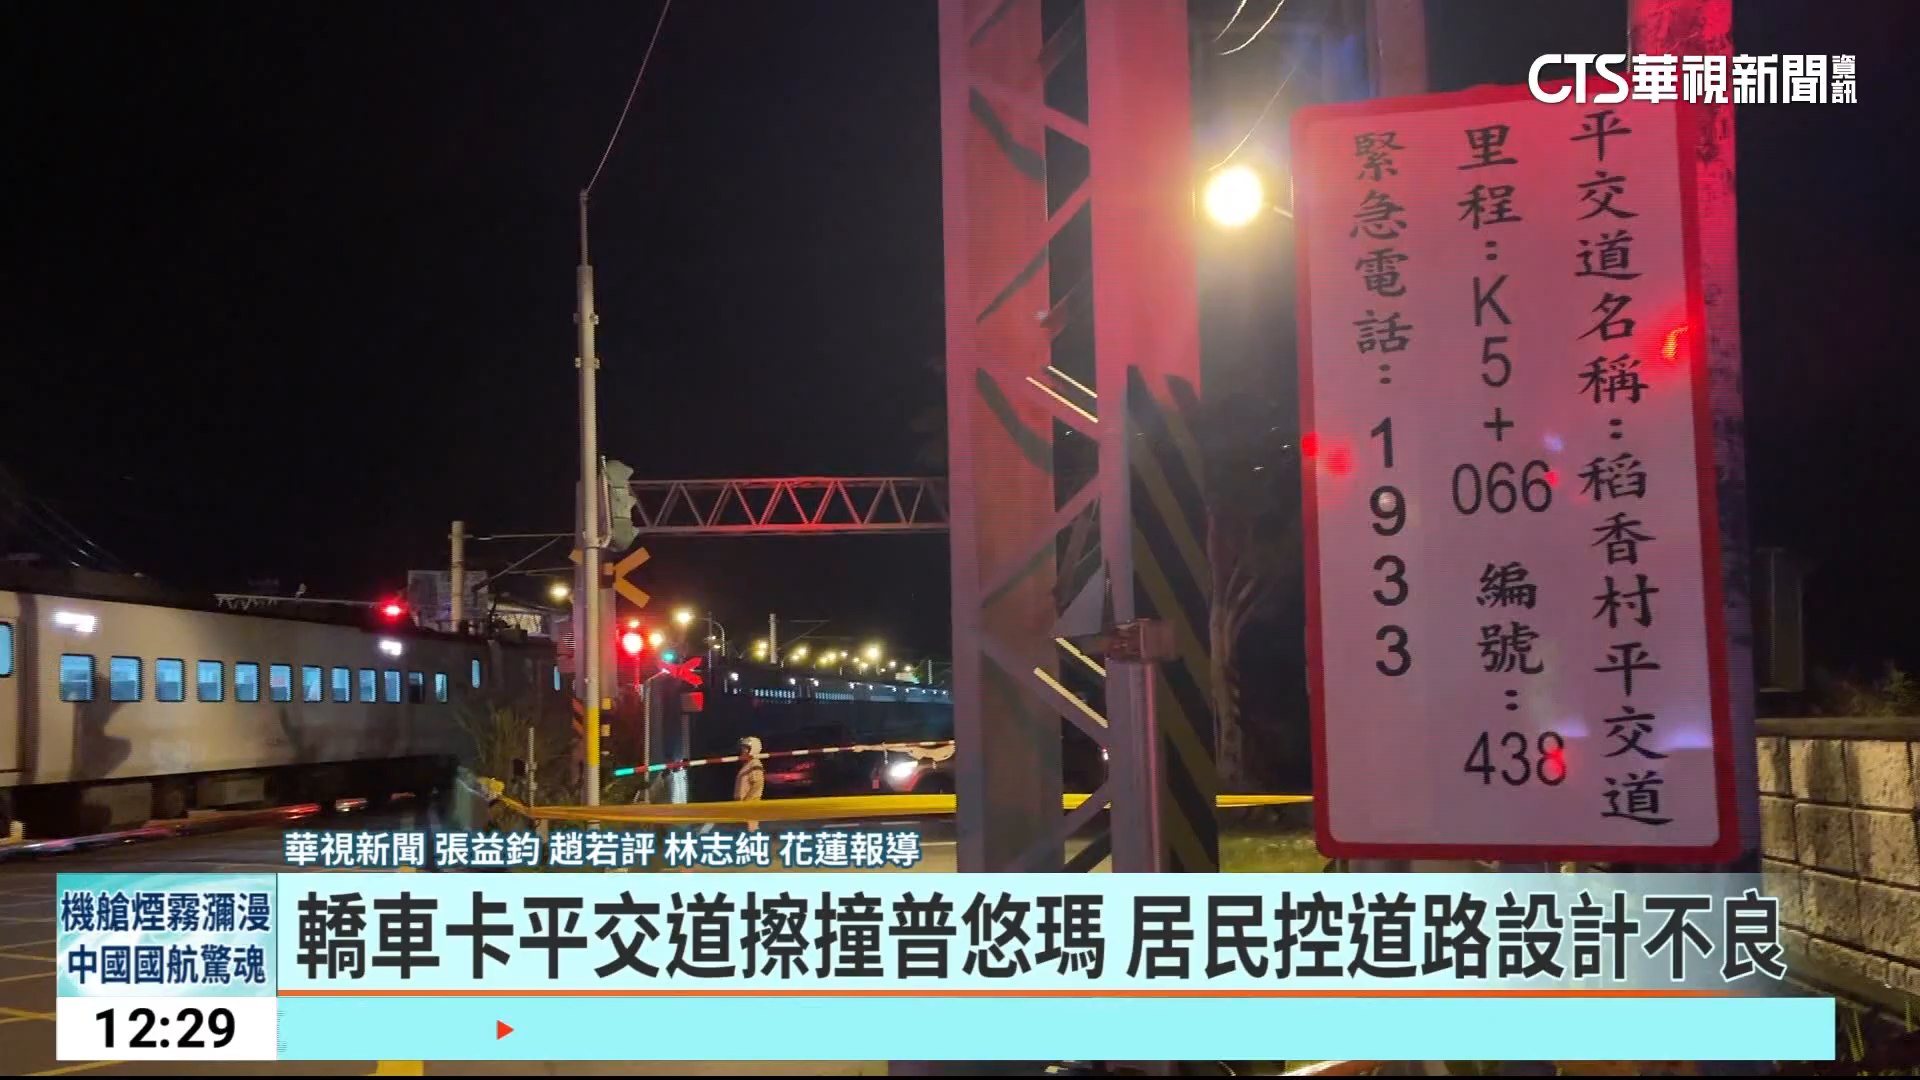 CTS華視新聞資訊
平交道名稱：稻香村平交道
里程：K5+066 編號：438
緊急電話：1933
華視新聞 張益鈞 趙若評 林志純 花蓮報導
機艙煙霧瀰漫
中國國航驚魂
轎車卡平交道擦撞普悠瑪 居民控道路設計不良
12:29